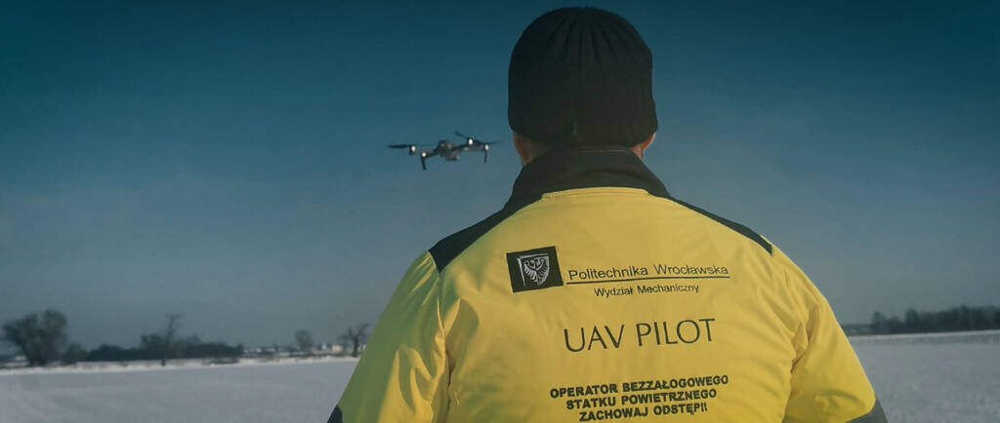 Politechnika Wrocławska
Wydział Mechaniczny
UAV PILOT
OPERATOR BEZZAŁOGOWEGO
STATKU POWIETRZNEGO
ZACHOWAJ ODSTĘP!!